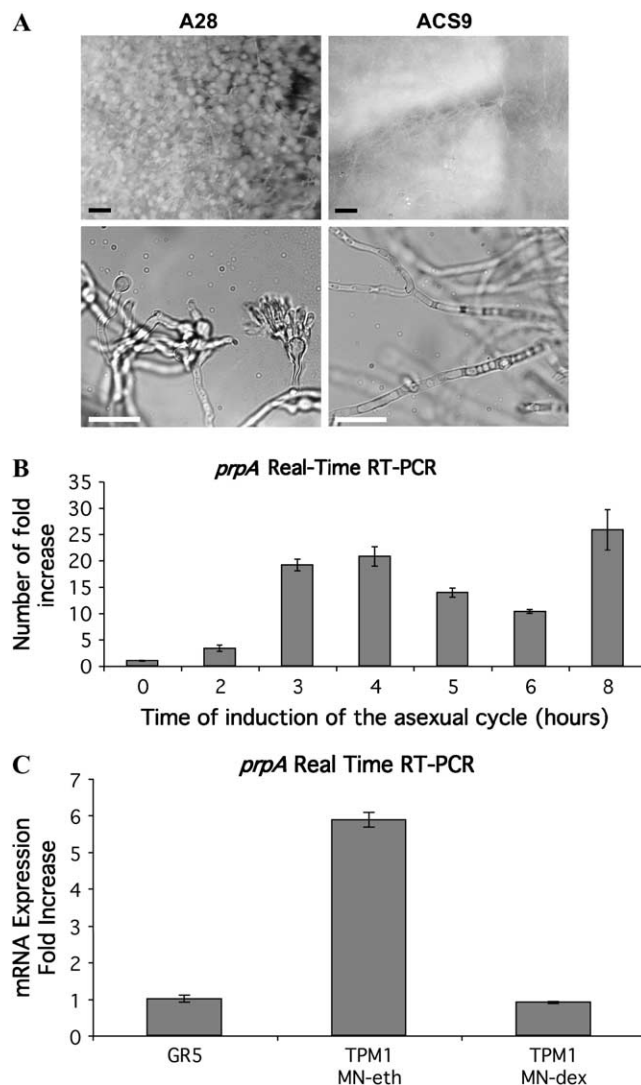 A
A28
ACS9
B
prpA Real-Time RT-PCR
Number of fold
increase
35
30
25
20
15
10
5
0
0 2 3 4 5 6 8
Time of induction of the asexual cycle (hours)
C
prpA Real Time RT-PCR
mRNA Expression
Fold Increase
7
6
5
4
3
2
1
0
GR5
TPM1
MN-eth
TPM1
MN-dex